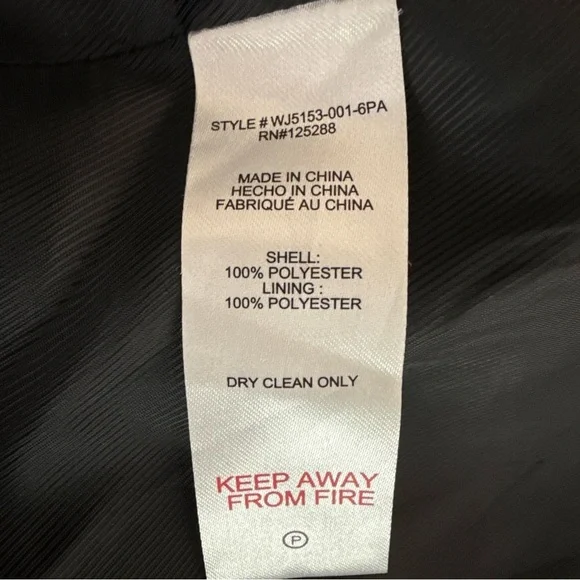 STYLE # WJ5153-001-6PA
RN#125288
MADE IN CHINA
HECHO IN CHINA
FABRIQUÉ AU CHINA
SHELL:
100% POLYESTER
LINING :
100% POLYESTER
DRY CLEAN ONLY
KEEP AWAY
FROM FIRE
P